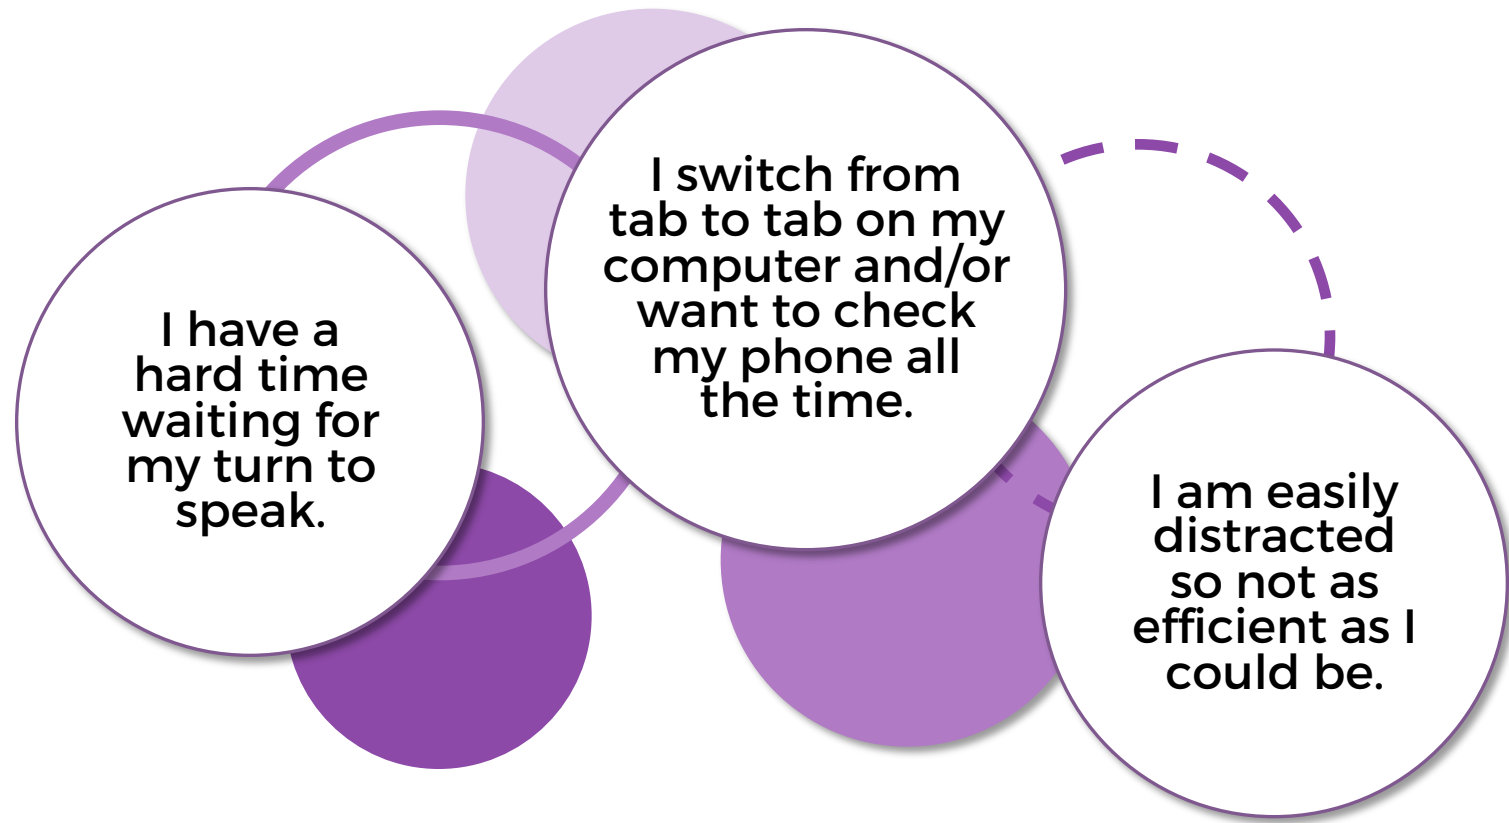 I have a
hard time
waiting for
my turn to
speak.
I switch from
tab to tab on my
computer and/or
want to check
my phone all
the time.
I am easily
distracted
so not as
efficient as I
could be.